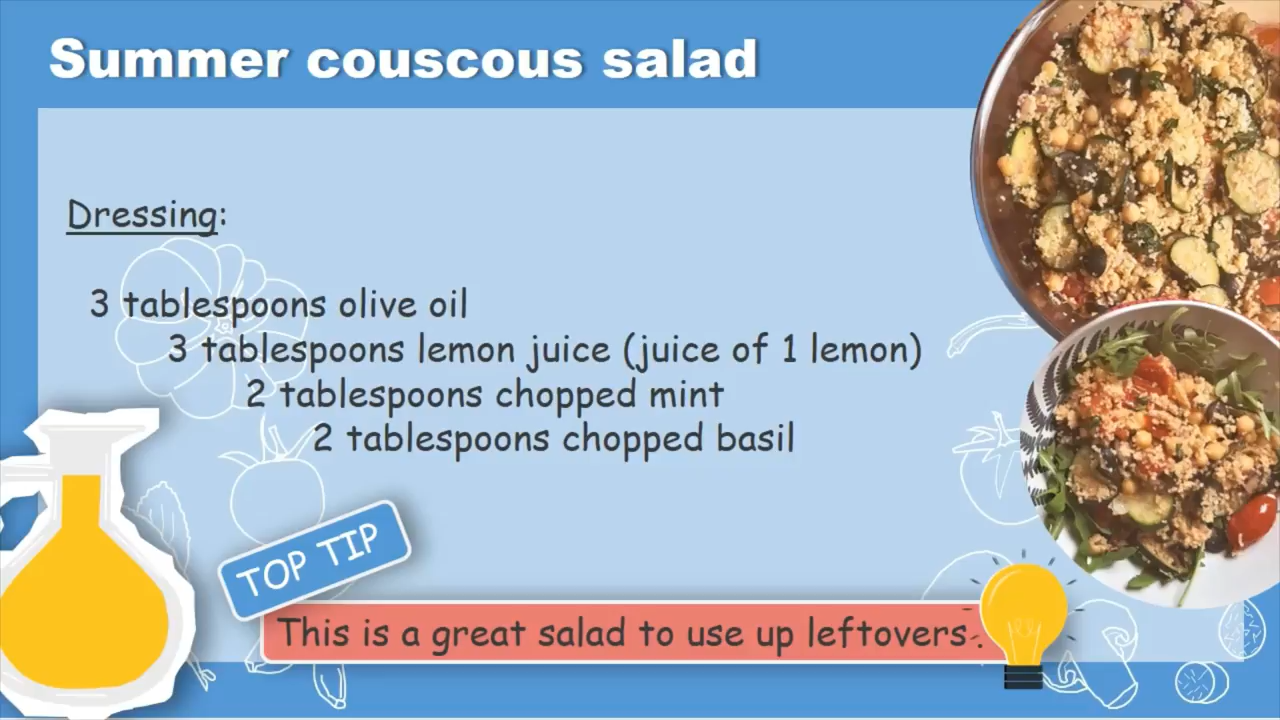 Summer couscous salad
Dressing:
3 tablespoons olive oil
3 tablespoons lemon juice (juice of 1 lemon)
2 tablespoons chopped mint
2 tablespoons chopped basil
TOP TIP
This is a great salad to use up leftovers.